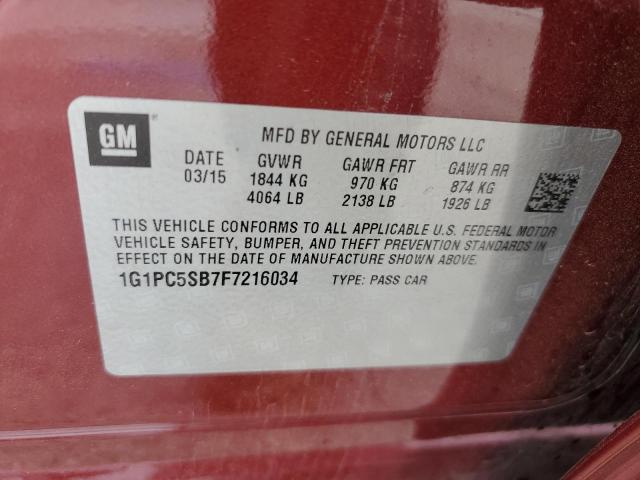 GM
MFD BY GENERAL MOTORS LLC
DATE GVWR GAWR FRT GAWR RR
03/15 1844 KG 970 KG 874 KG
4064 LB 2138 LB 1926 LB
THIS VEHICLE CONFORMS TO ALL APPLICABLE U.S. FEDERAL MOTOR
VEHICLE SAFETY, BUMPER, AND THEFT PREVENTION STANDARDS IN
EFFECT ON THE DATE OF MANUFACTURE SHOWN ABOVE.
1G1PC5SB7F7216034 TYPE: PASS CAR